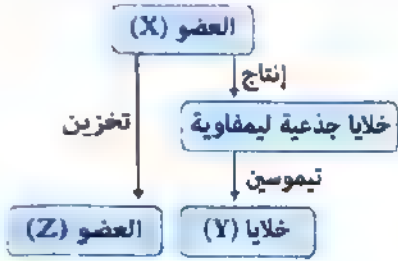 العضو (X)
إنتاج
تخزين
خلايا جذعية ليمفاوية
تيموسين
خلايا (Y)
العضو (Z)